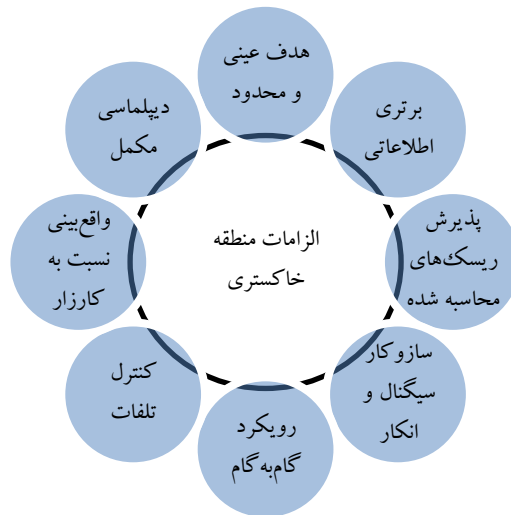 هدف عینی
و محدود
برتری
اطلاعاتی
پذیرش
ریسک‌های
محاسبه شده
سازوکار
سیگنال و
انکار
رویکرد
گام‌به‌گام
کنترل
تلفات
واقع‌بینی
نسبت به
کارزار
دیپلماسی
مکمل
الزامات منطقه
خاکستری